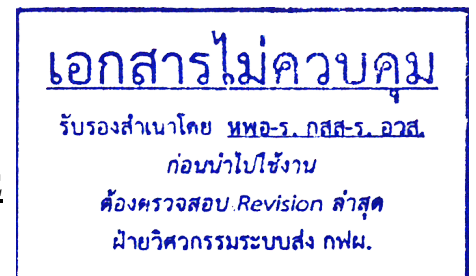 เอกสารไม่ควบคุม
รับรองสำเนาโดย หพอ-ร. กสส-ร. อวส.
ก่อนนำไปใช้งาน
ต้องตรวจสอบ Revision ล่าสุด
ฝ่ายวิศวกรรมระบบส่ง กฟผ.